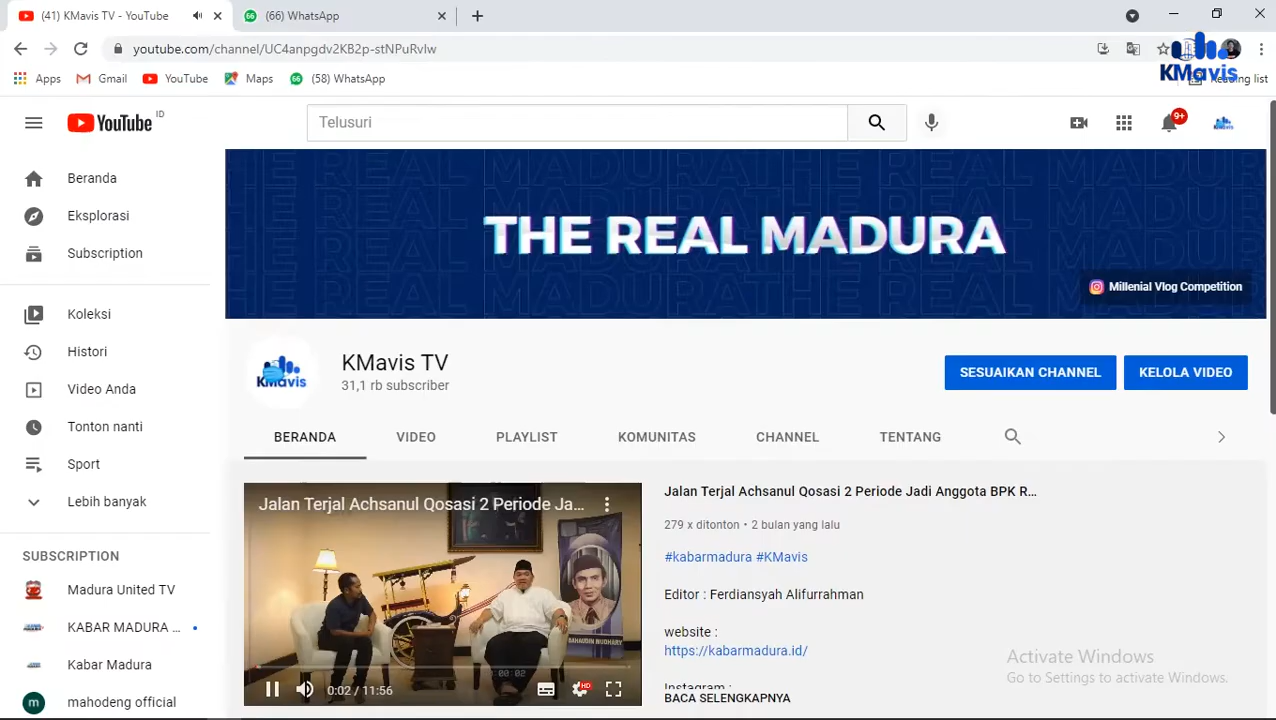 (41) KMavis TV - YouTube
(66) WhatsApp
youtube.com/channel/UC4anpgdv2KB2p-stNPuRvlw
KMavis
Apps
Gmail
YouTube
Maps
(58) WhatsApp
Reading list
YouTube ID
Telusuri
9+
Beranda
Eksplorasi
Subscription
Koleksi
Histori
Video Anda
Tonton nanti
Sport
Lebih banyak
SUBSCRIPTION
Madura United TV
KABAR MADURA ...
Kabar Madura
mahodeng official
THE REAL MADURA
Millenial Vlog Competition
KMavis
KMavis TV
31,1 rb subscriber
SESUAIKAN CHANNEL
KELOLA VIDEO
BERANDA
VIDEO
PLAYLIST
KOMUNITAS
CHANNEL
TENTANG
Jalan Terjal Achsanul Qosasi 2 Periode Ja...
0:02 / 11:56
HD
Jalan Terjal Achsanul Qosasi 2 Periode Jadi Anggota BPK R...
279 x ditonton • 2 bulan yang lalu
#kabarmadura #KMavis
Editor : Ferdiansyah Alifurrahman
website :
https://kabarmadura.id/
Instagram :
BACA SELENGKAPNYA
Activate Windows
Go to Settings to activate Windows.